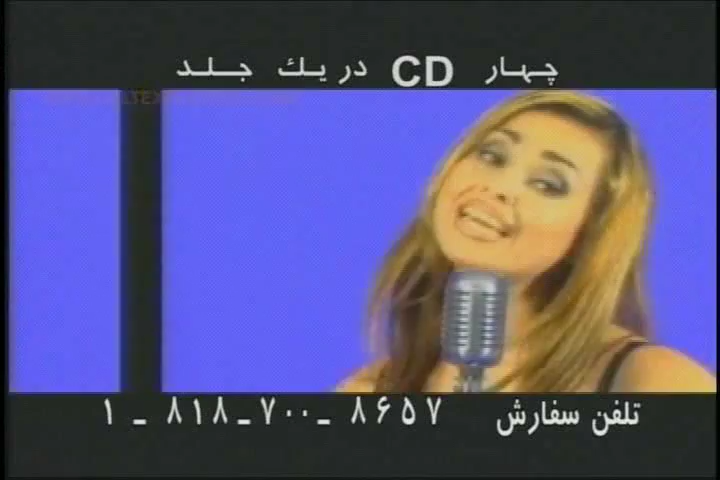 چهار CD در یك جلد
تلفن سفارش ۱ - ۸۱۸-۷۰۰- ۸۶۵۷